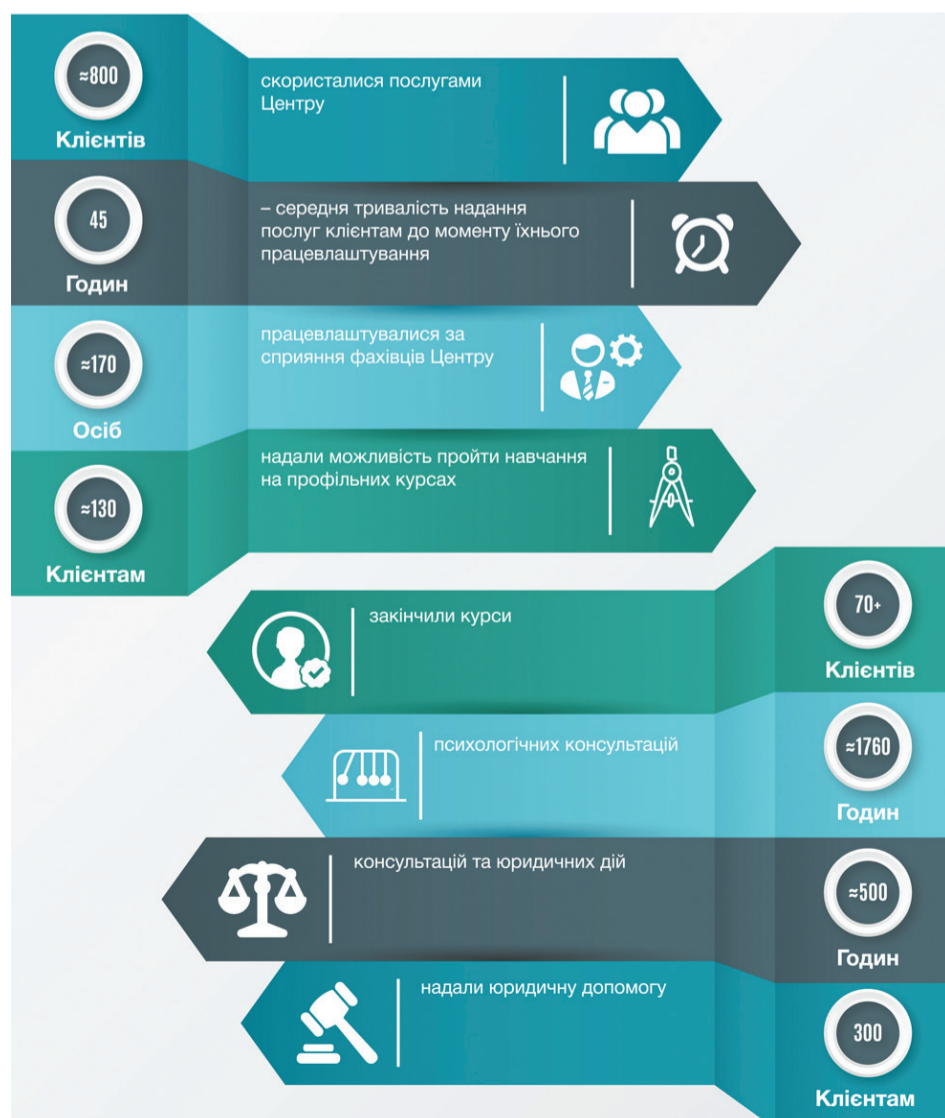 ≈800
Клієнтів
скористалися послугами
Центру
45
Годин
– середня тривалість надання
послуг клієнтам до моменту їхнього
працевлаштування
≈170
Осіб
працевлаштувалися за
сприяння фахівців Центру
≈130
Клієнтам
надали можливість пройти навчання
на профільних курсах
70+
Клієнтів
закінчили курси
≈1760
Годин
психологічних консультацій
≈500
Годин
консультацій та юридичних дій
300
Клієнтам
надали юридичну допомогу